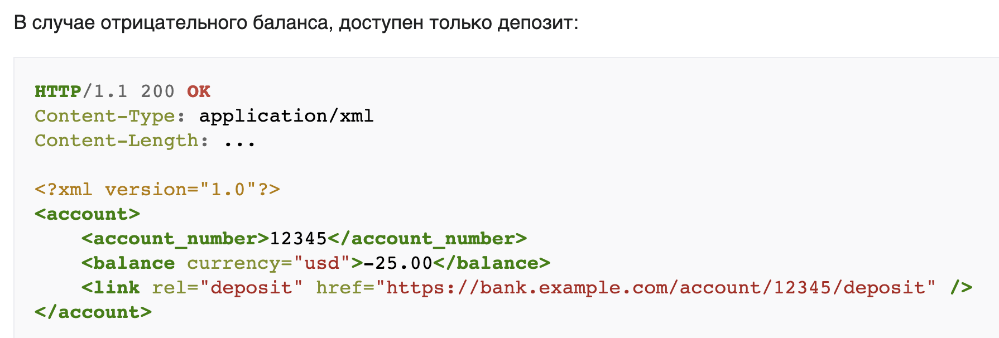 В случае отрицательного баланса, доступен только депозит:
HTTP/1.1 200 OK
Content-Type: application/xml
Content-Length: ...
<?xml version="1.0"?>
<account>
    <account_number>12345</account_number>
    <balance currency="usd">-25.00</balance>
    <link rel="deposit" href="https://bank.example.com/account/12345/deposit" />
</account>